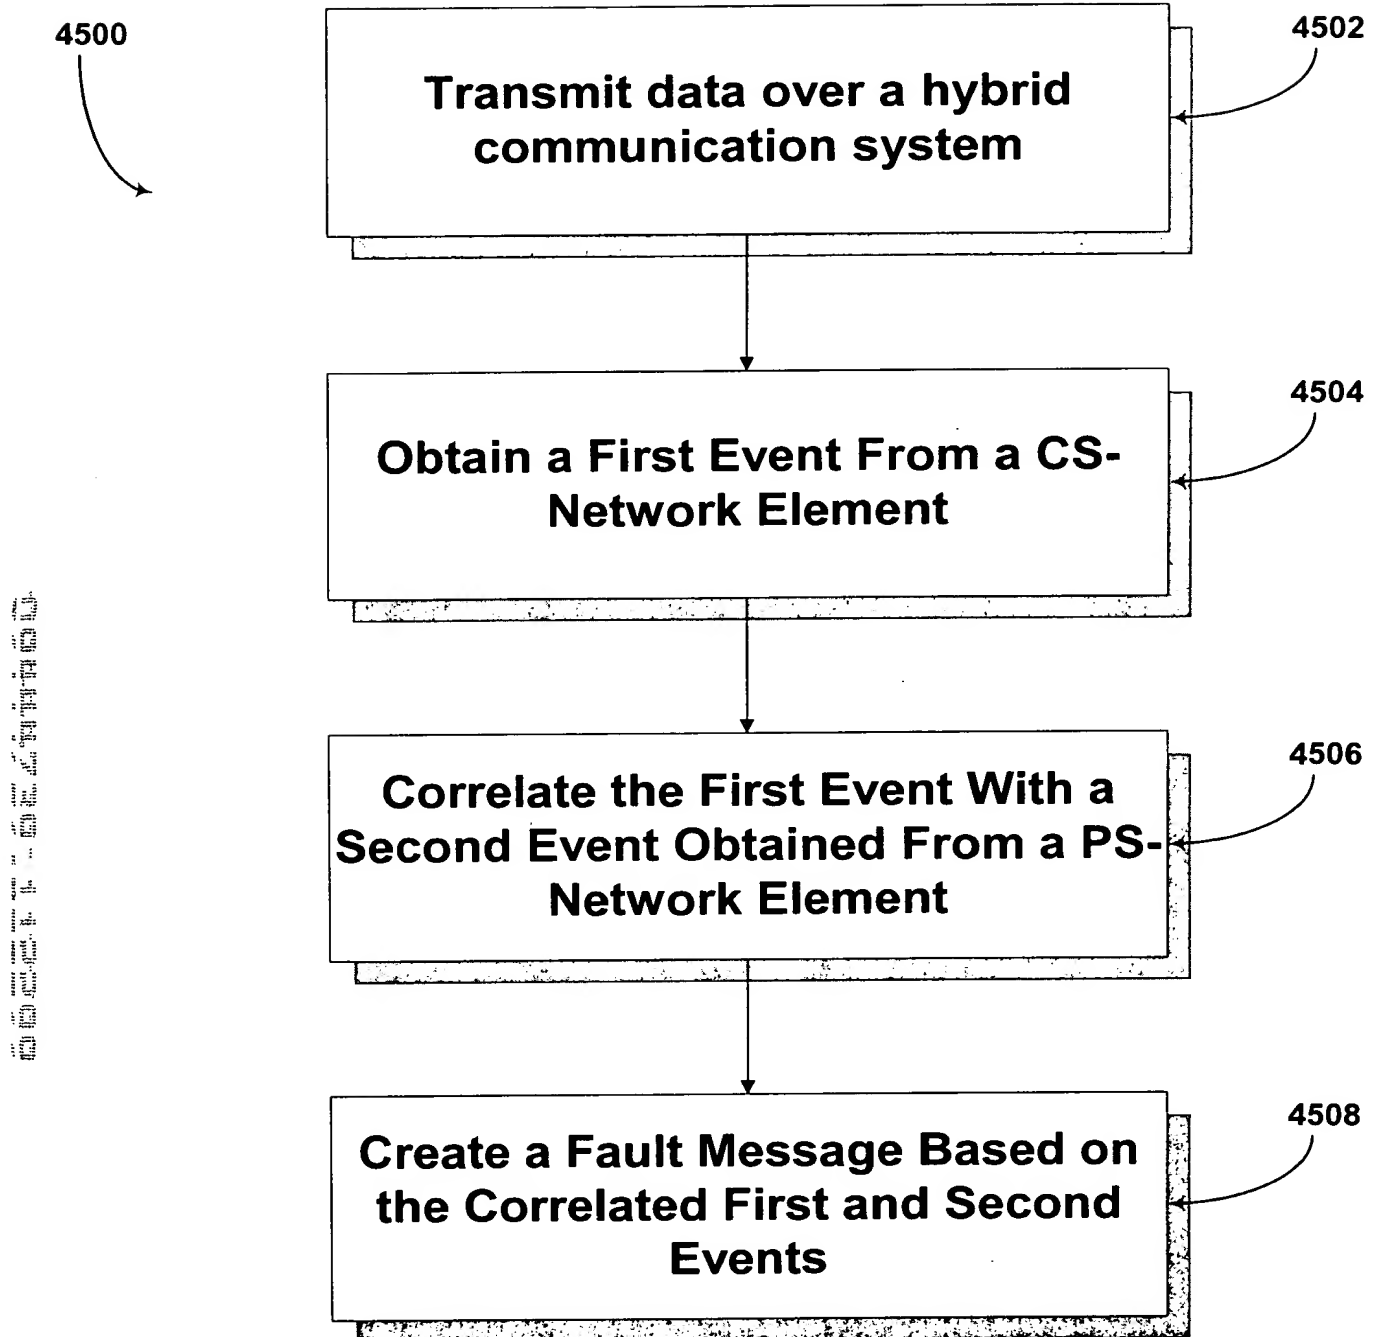 4500
4502
Transmit data over a hybrid
communication system
4504
Obtain a First Event From a CS-
Network Element
4506
Correlate the First Event With a
Second Event Obtained From a PS-
Network Element
4508
Create a Fault Message Based on
the Correlated First and Second
Events